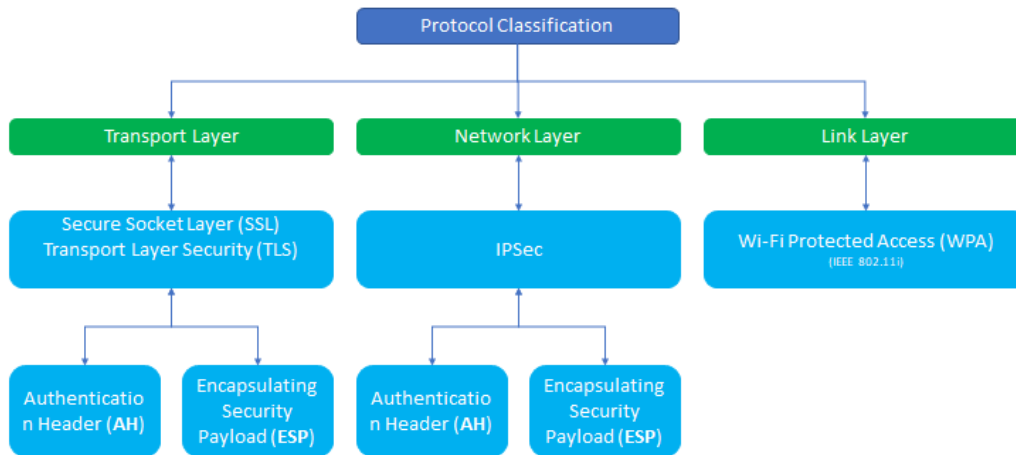 Protocol Classification
Transport Layer
Network Layer
Link Layer
Secure Socket Layer (SSL)
Transport Layer Security (TLS)
IPSec
Wi-Fi Protected Access (WPA)
(IEEE 802.11i)
Authenticatio
n Header (AH)
Encapsulating
Security
Payload (ESP)
Authenticatio
n Header (AH)
Encapsulating
Security
Payload (ESP)